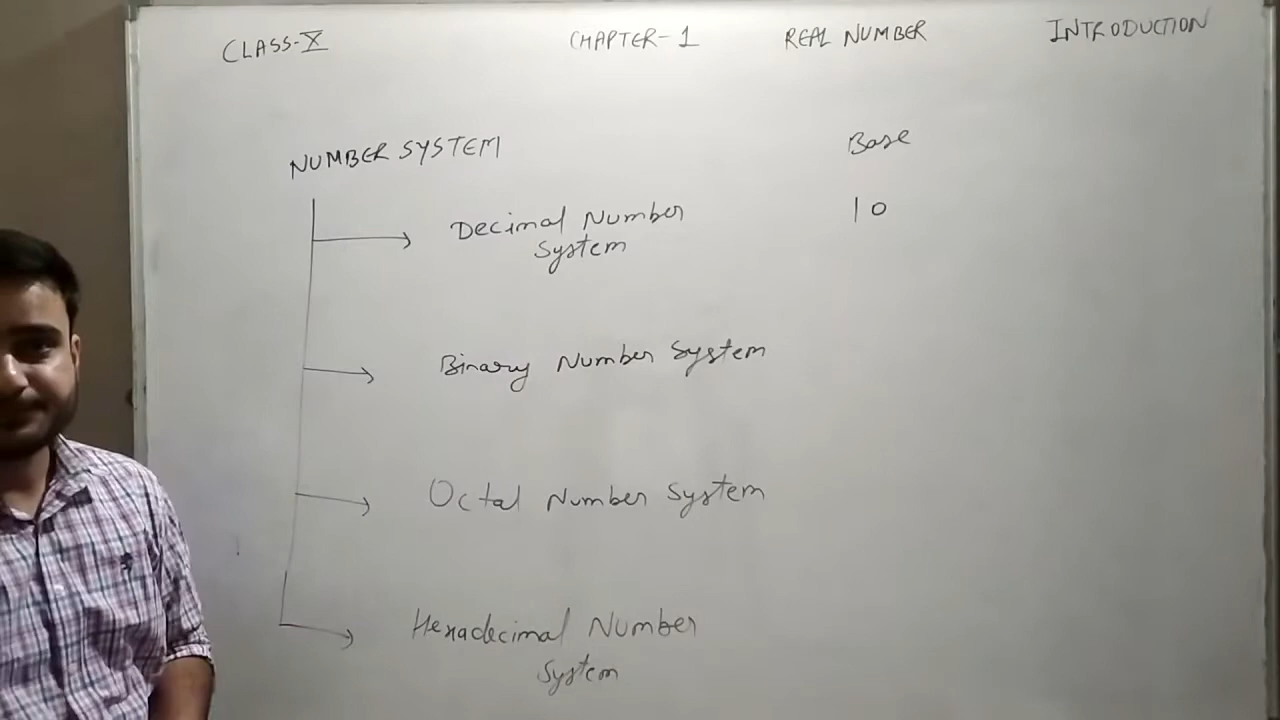 CLASS-X CHAPTER-1 REAL NUMBER INTRODUCTION
NUMBER SYSTEM Base
Decimal Number 10
System
Binary Number System
Octal Number System
Hexadecimal Number
System